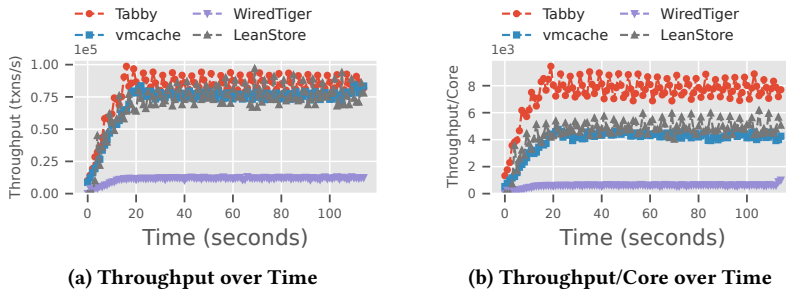 Tabby WiredTiger
vmcache LeanStore
1e5
Throughput (txns/s)
1.00
0.75
0.50
0.25
0.00
0 20 40 60 80 100
Time (seconds)
(a) Throughput over Time
Tabby WiredTiger
vmcache LeanStore
1e3
Throughput/Core
8
6
4
2
0
0 20 40 60 80 100
Time (seconds)
(b) Throughput/Core over Time